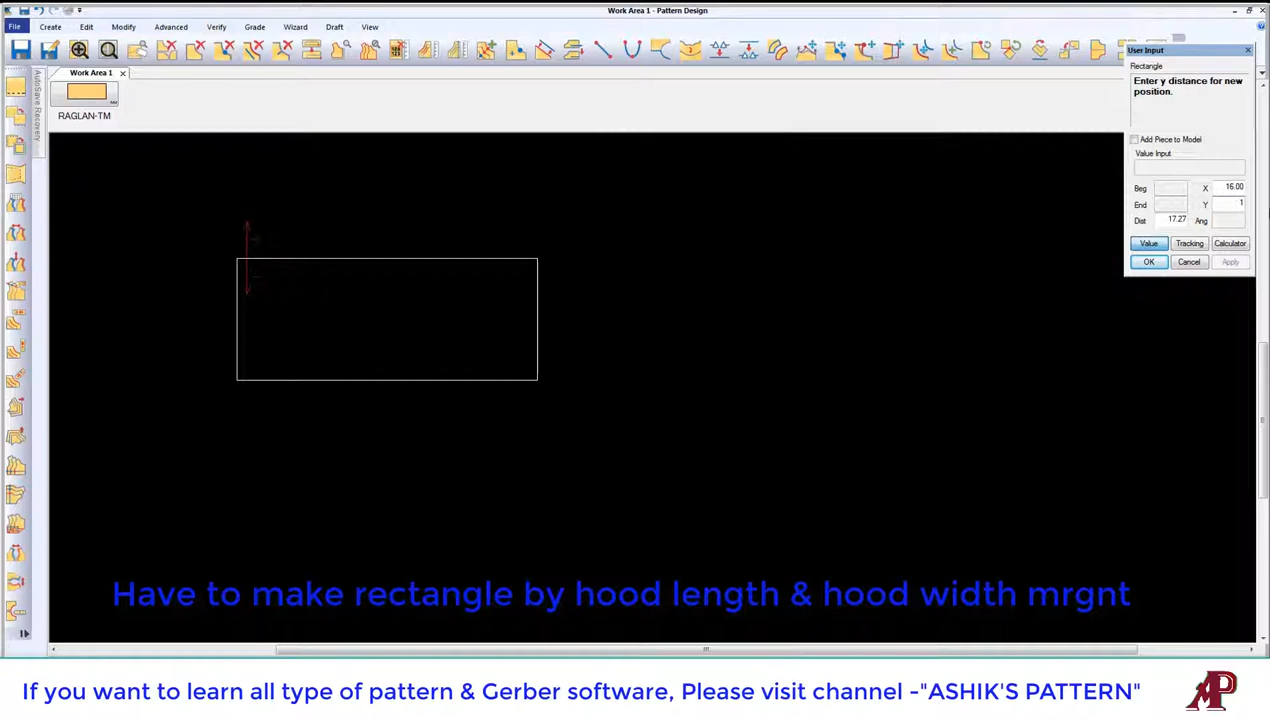 Work Area 1 - Pattern Design
File Create Edit Modify Advanced Verify Grade Wizard Draft View
Work Area 1
AutoSave Recovery
RAGLAN-TM
User Input
Rectangle
Enter y distance for new
position.
Add Piece to Model
Value Input
Beg X 16.00
End Y 1
Dist 17.27 Ang
Value Tracking Calculator
OK Cancel Apply
Have to make rectangle by hood length & hood width mrgnt
If you want to learn all type of pattern & Gerber software, Please visit channel -"ASHIK'S PATTERN"
AP